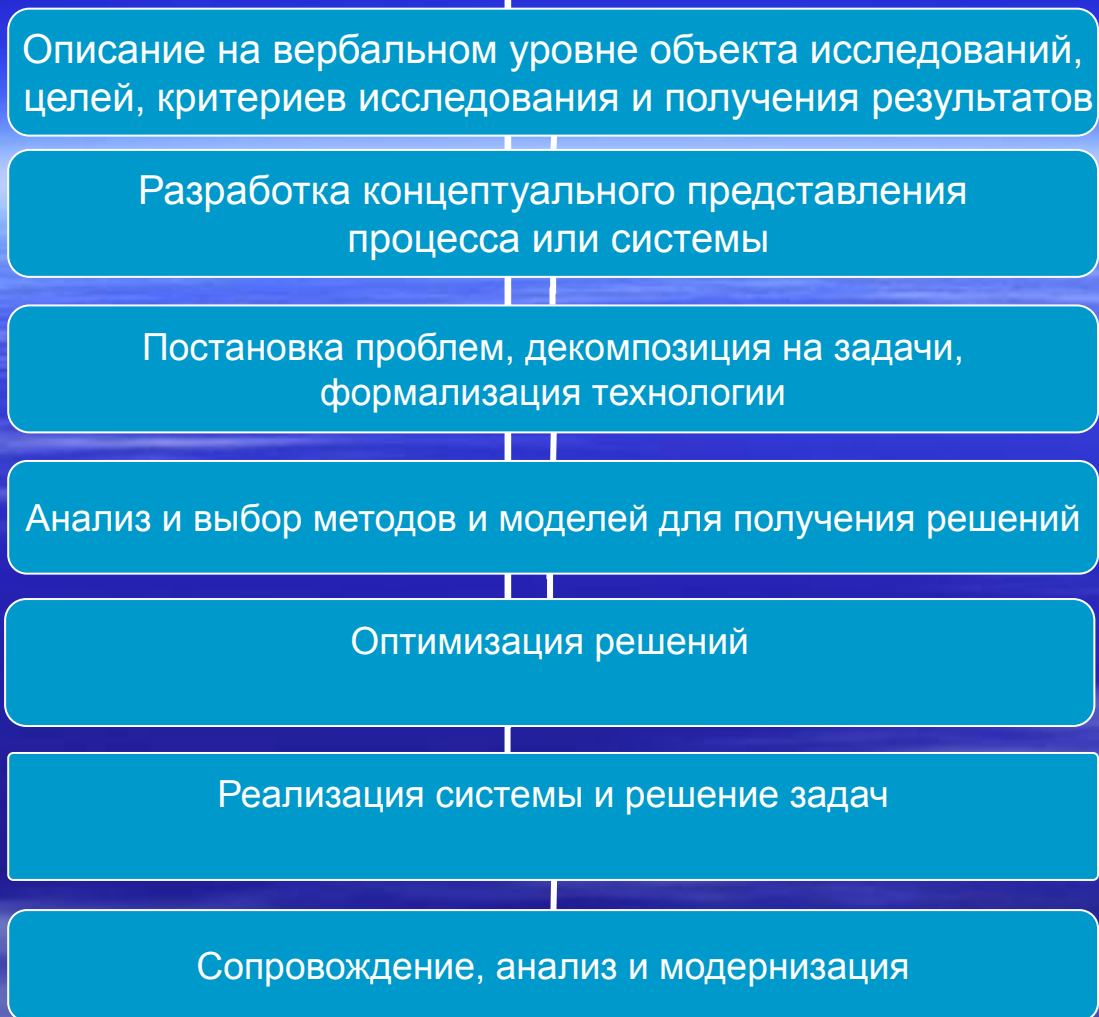 Описание на вербальном уровне объекта исследований,
целей, критериев исследования и получения результатов
Разработка концептуального представления
процесса или системы
Постановка проблем, декомпозиция на задачи,
формализация технологии
Анализ и выбор методов и моделей для получения решений
Оптимизация решений
Реализация системы и решение задач
Сопровождение, анализ и модернизация